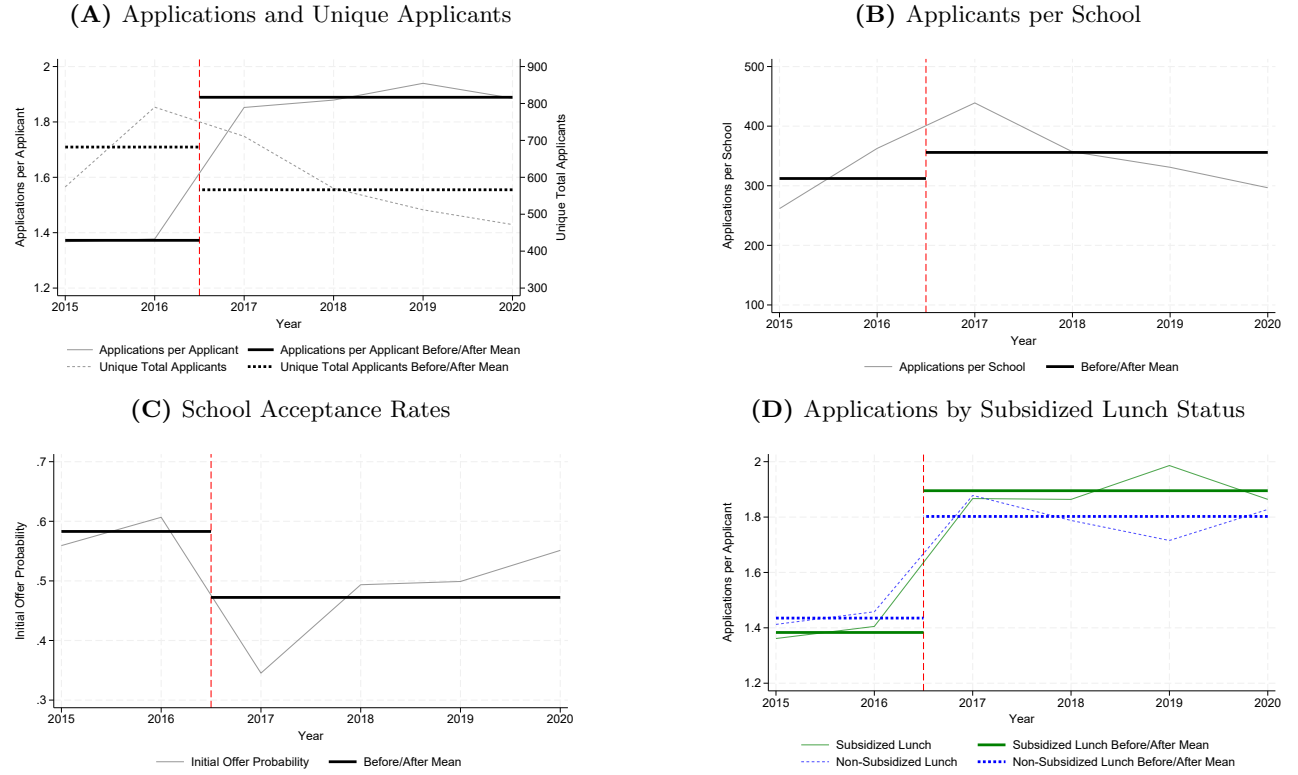 (A) Applications and Unique Applicants
2
1.8
1.6
1.4
1.2
Applications per Applicant
900
800
700
600
500
400
300
Unique Total Applicants
2015 2016 2017 2018 2019 2020
Year
Applications per Applicant Applications per Applicant Before/After Mean
Unique Total Applicants Unique Total Applicants Before/After Mean
(B) Applicants per School
500
400
300
200
100
Applications per School
2015 2016 2017 2018 2019 2020
Year
Applications per School Before/After Mean
(C) School Acceptance Rates
.7
.6
.5
.4
.3
Initial Offer Probability
2015 2016 2017 2018 2019 2020
Year
Initial Offer Probability Before/After Mean
(D) Applications by Subsidized Lunch Status
2
1.8
1.6
1.4
1.2
Applications per Applicant
2015 2016 2017 2018 2019 2020
Year
Subsidized Lunch Subsidized Lunch Before/After Mean
Non-Subsidized Lunch Non-Subsidized Lunch Before/After Mean